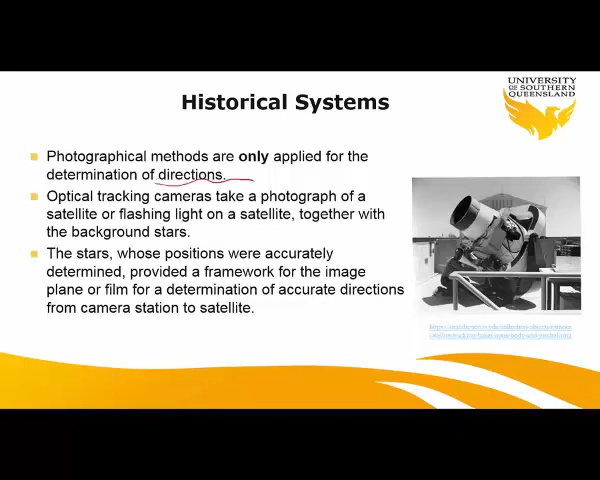 UNIVERSITY
OF SOUTHERN
QUEENSLAND
Historical Systems
Photographical methods are only applied for the
determination of directions.
Optical tracking cameras take a photograph of a
satellite or flashing light on a satellite, together with
the background stars.
The stars, whose positions were accurately
determined, provided a framework for the image
plane or film for a determination of accurate directions
from camera station to satellite.